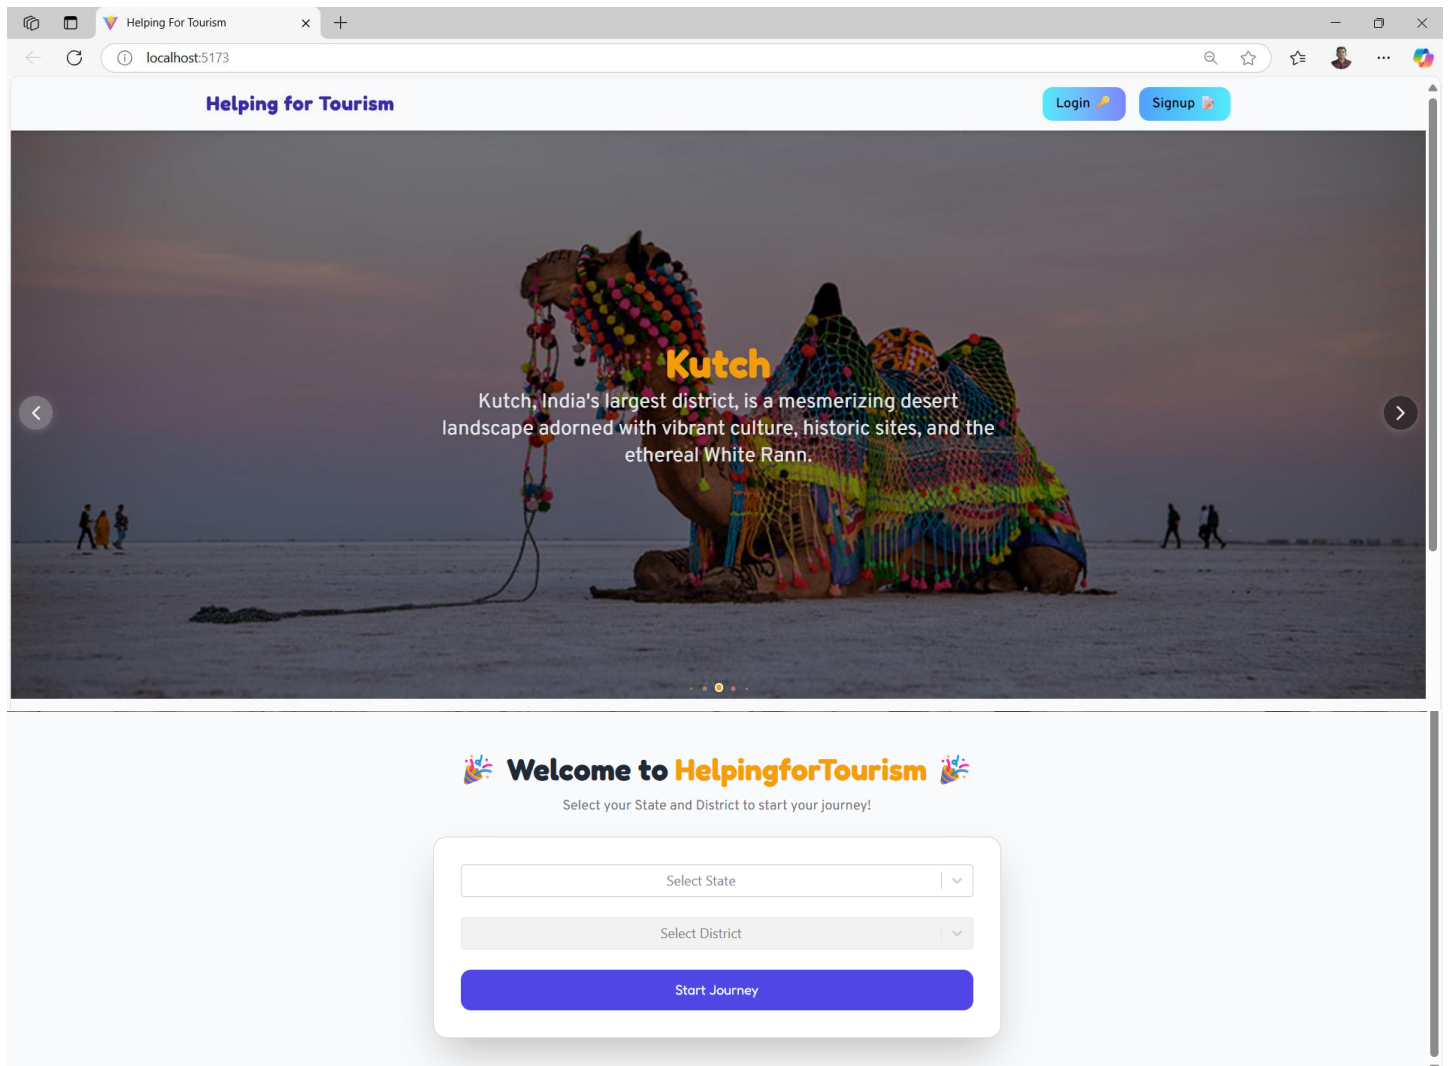 Helping For Tourism
localhost:5173
Helping for Tourism
Login
Signup
Kutch
Kutch, India's largest district, is a mesmerizing desert
landscape adorned with vibrant culture, historic sites, and the
ethereal White Rann.
Welcome to HelpingforTourism
Select your State and District to start your journey!
Select State
Select District
Start Journey